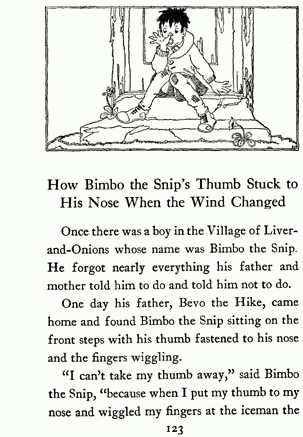 How Bimbo the Snip's Thumb Stuck to
His Nose When the Wind Changed
Once there was a boy in the Village of Liver-
and-Onions whose name was Bimbo the Snip.
He forgot nearly everything his father and
mother told him to do and told him not to do.
One day his father, Bevo the Hike, came
home and found Bimbo the Snip sitting on the
front steps with his thumb fastened to his nose
and the fingers wiggling.
"I can't take my thumb away," said Bimbo
the Snip, "because when I put my thumb to my
nose and wiggled my fingers at the iceman the
123